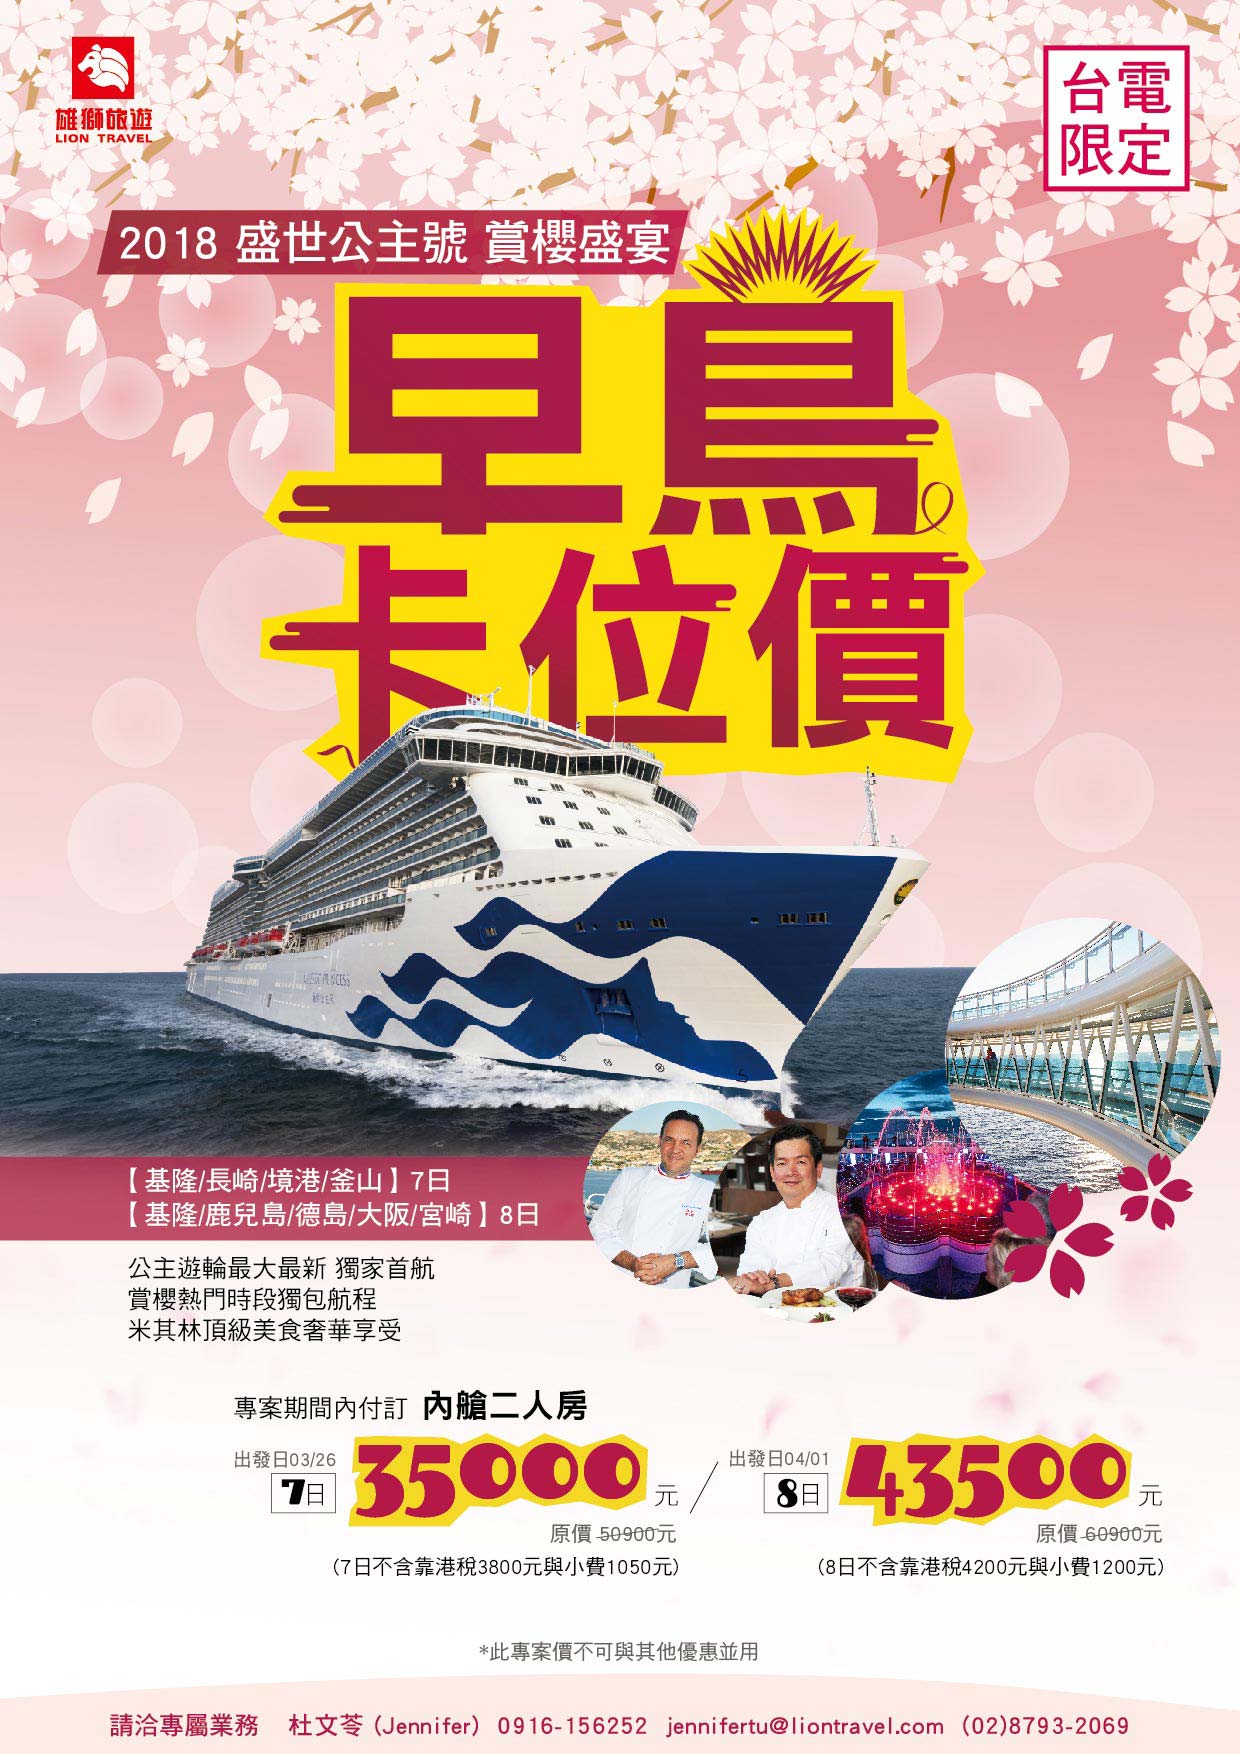 雄獅旅遊
LION TRAVEL
台電
限定
2018 盛世公主號 賞櫻盛宴
早鳥
卡位價
【基隆/長崎/境港/釜山】7日
【基隆/鹿兒島/德島/大阪/宮崎】8日
公主遊輪最大最新 獨家首航
賞櫻熱門時段獨包航程
米其林頂級美食奢華享受
專案期間內付訂 內艙二人房
出發日03/26
7日 35000元 /
原價 50900元
(7日不含靠港稅3800元與小費1050元)
出發日04/01
8日 43500元
原價 60900元
(8日不含靠港稅4200元與小費1200元)
*此專案價不可與其他優惠並用
請洽專屬業務 杜文苓 (Jennifer) 0916-156252 jennifertu@liontravel.com (02)8793-2069